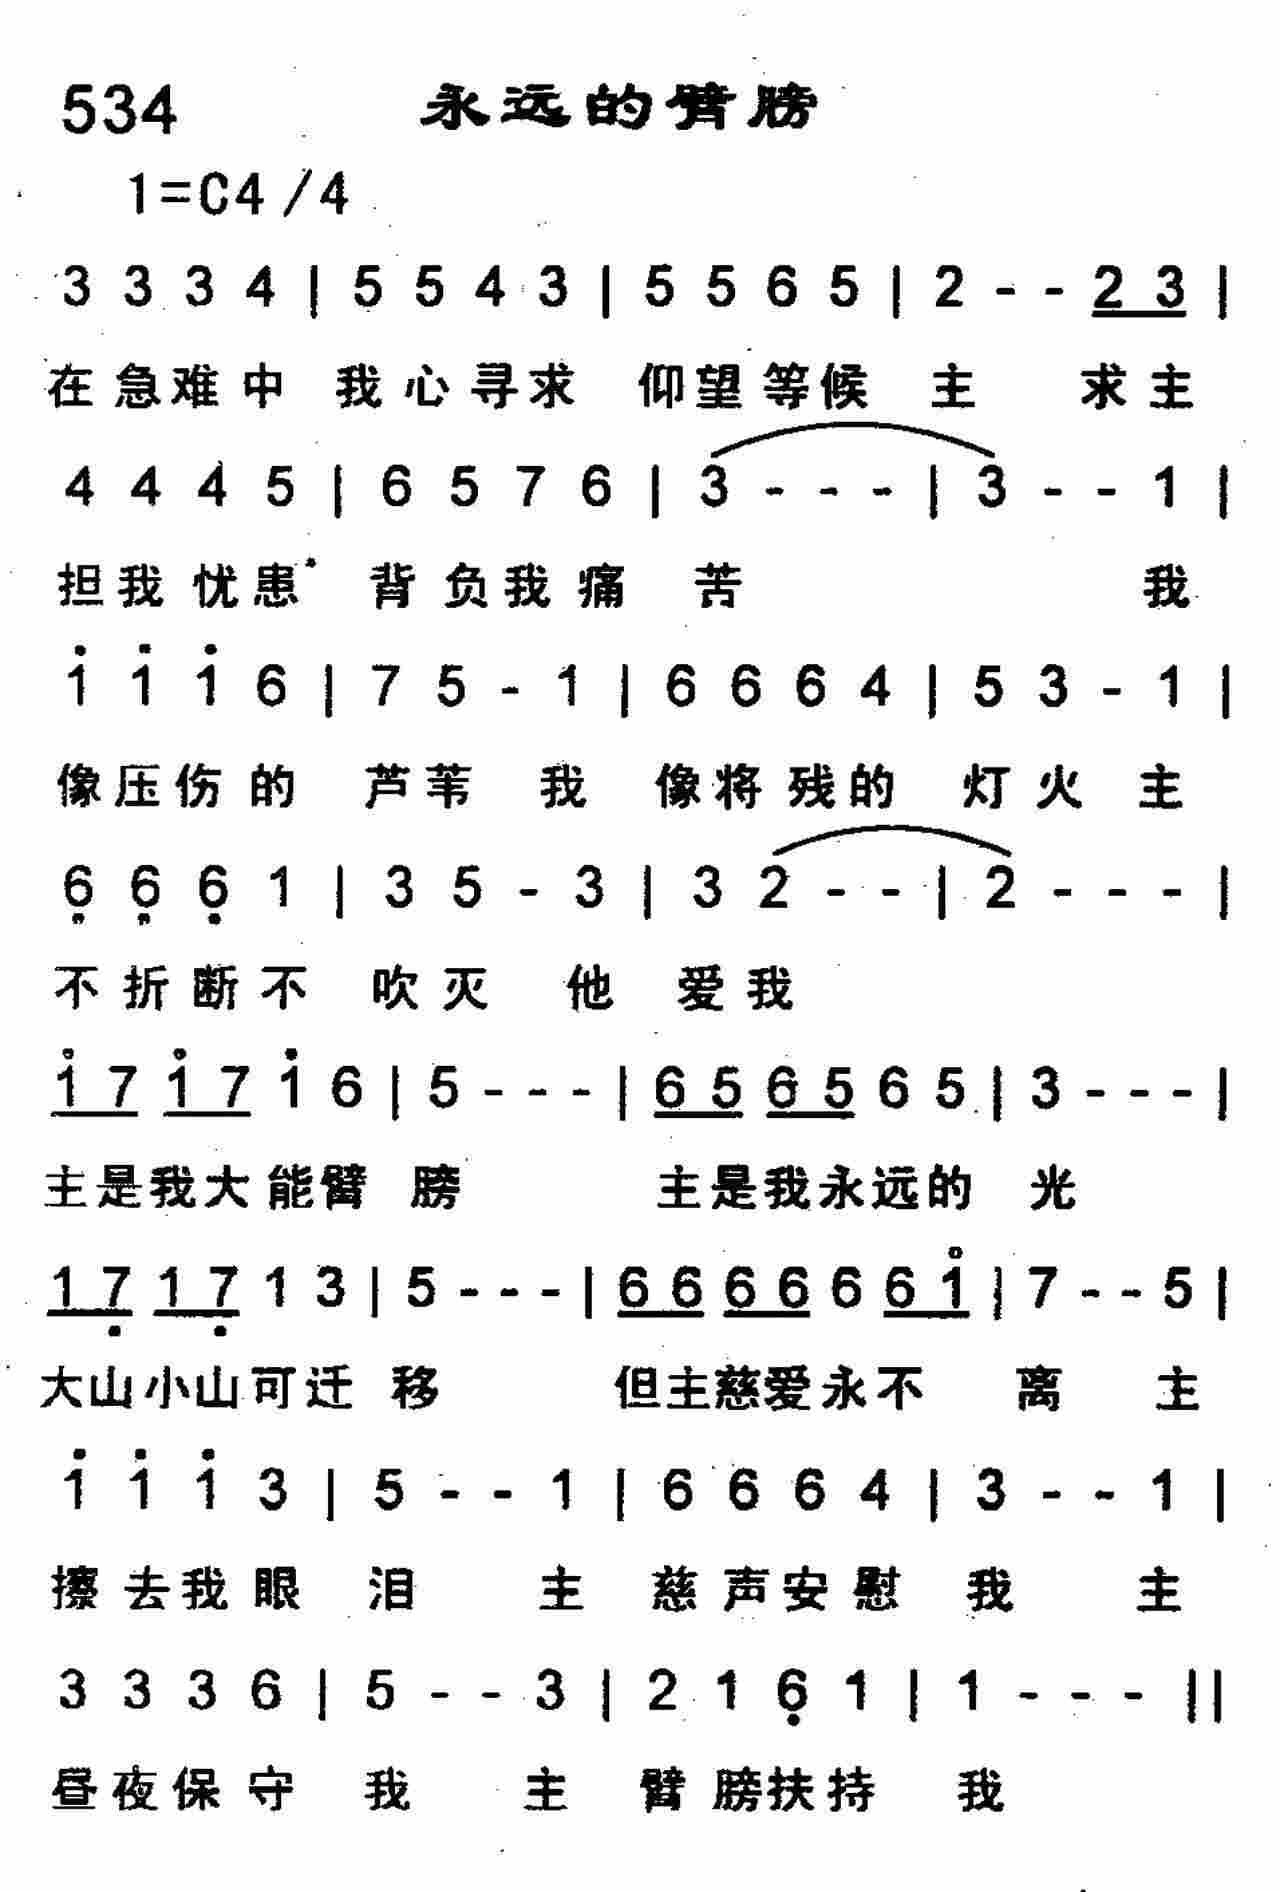 534 永远的臂膀
1=C4/4
3 3 3 4 | 5 5 4 3 | 5 5 6 5 | 2 - - 2 3 |
在急难中 我心寻求 仰望等候 主 求主
4 4 4 5 | 6 5 7 6 | 3 - - - | 3 - - 1 |
担我忧患 背负我痛 苦 我
1 1 1 6 | 7 5 - 1 | 6 6 6 4 | 5 3 - 1 |
像压伤的 芦苇 我 像将残的 灯火 主
6 6 6 1 | 3 5 - 3 | 3 2 - - | 2 - - - |
不折断不 吹灭 他 爱我
1 7 1 7 1 6 | 5 - - - | 6 5 6 5 6 5 | 3 - - - |
主是我大能臂 膀 主是我永远的 光
1 7 1 7 1 3 | 5 - - - | 6 6 6 6 6 6 1 | 7 - - 5 |
大山小山可迁 移 但主慈爱永不 离 主
1 1 1 3 | 5 - - 1 | 6 6 6 4 | 3 - - 1 |
擦去我眼 泪 主 慈声安慰 我 主
3 3 3 6 | 5 - - 3 | 2 1 6 1 | 1 - - - ||
昼夜保守 我 主 臂膀扶持 我